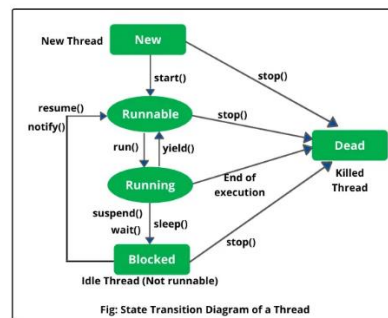 New Thread
New
start()
stop()
resume()
notify()
Runnable
stop()
run()
yield()
Dead
Killed
Thread
Running
End of
execution
suspend()
wait()
sleep()
Blocked
stop()
Idle Thread (Not runnable)
Fig: State Transition Diagram of a Thread